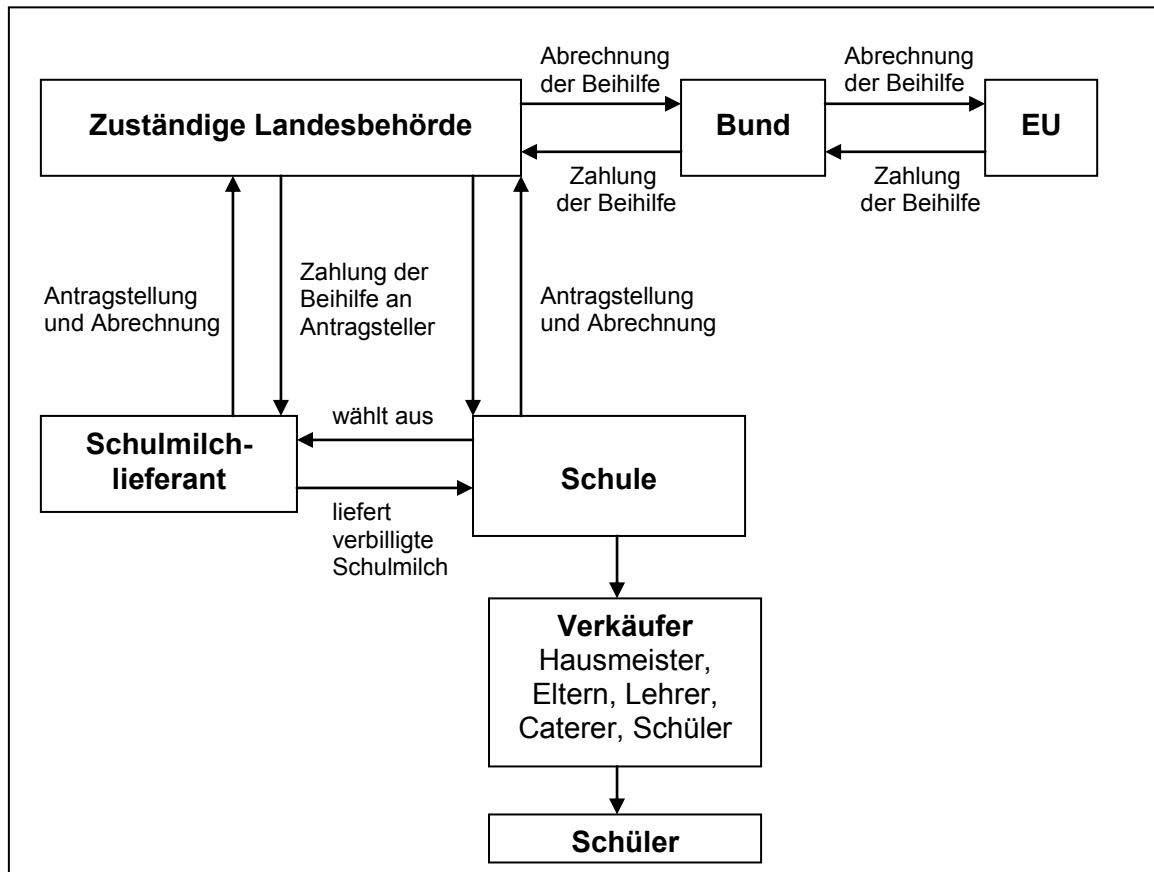 Abrechnung
der Beihilfe
Abrechnung
der Beihilfe
Zuständige Landesbehörde
Bund
EU
Zahlung
der Beihilfe
Zahlung
der Beihilfe
Antragstellung
und Abrechnung
Zahlung der
Beihilfe an
Antragsteller
Antragstellung
und Abrechnung
wählt aus
Schulmilch-
lieferant
Schule
liefert
verbilligte
Schulmilch
Verkäufer
Hausmeister,
Eltern, Lehrer,
Caterer, Schüler
Schüler